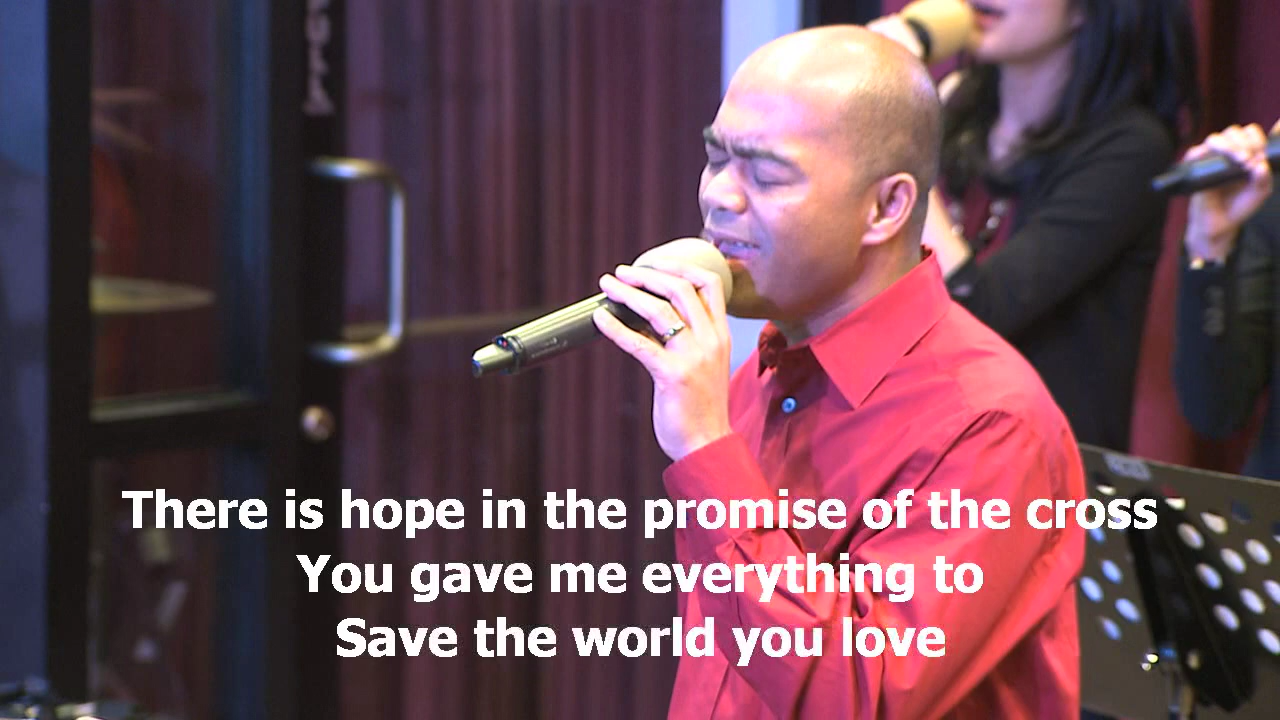 There is hope in the promise of the cross
You gave me everything to
Save the world you love